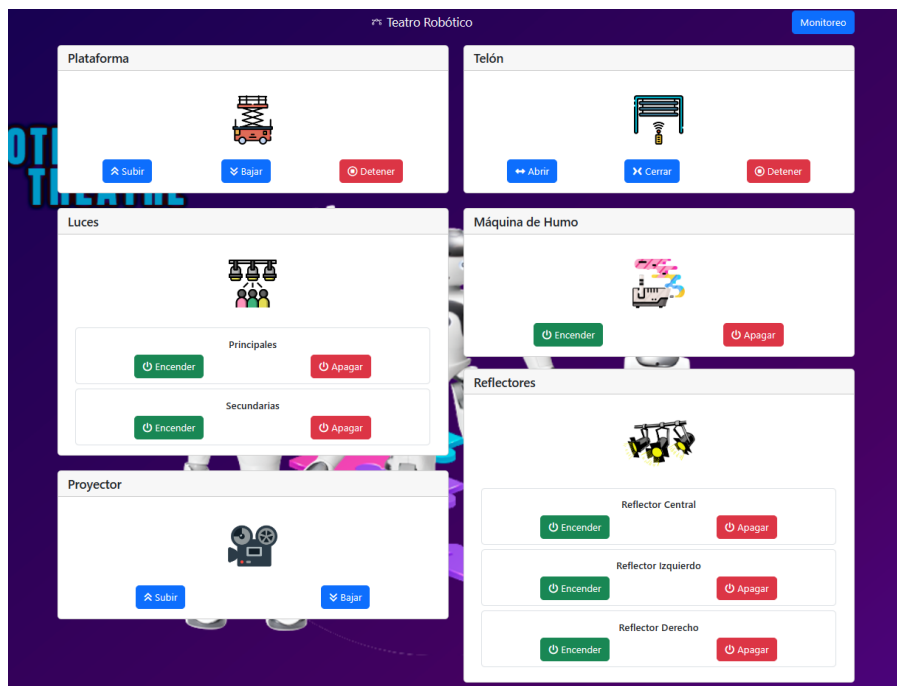 Teatro Robótico
Monitoreo
Plataforma
Subir
Bajar
Detener
Telón
Abrir
Cerrar
Detener
Luces
Principales
Encender
Apagar
Secundarias
Encender
Apagar
Máquina de Humo
Encender
Apagar
Reflectores
Reflector Central
Encender
Apagar
Reflector Izquierdo
Encender
Apagar
Reflector Derecho
Encender
Apagar
Proyector
Subir
Bajar